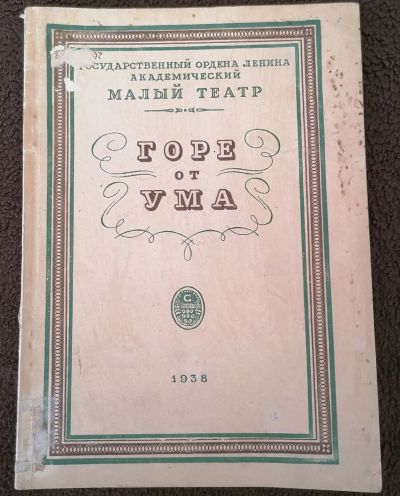 ГОСУДАРСТВЕННЫЙ ОРДЕНА ЛЕНИНА
АКАДЕМИЧЕСКИЙ
МАЛЫЙ ТЕАТР
ГОРЕ
ОТ
УМА
С
1938